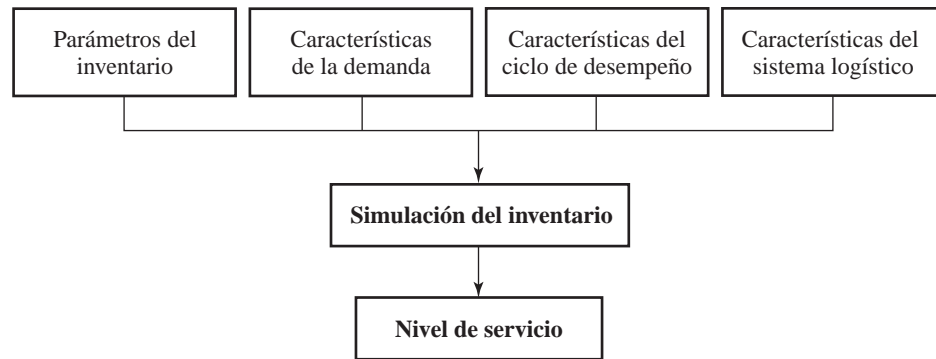 Parámetros del
inventario
Características
de la demanda
Características del
ciclo de desempeño
Características del
sistema logístico
Simulación del inventario
Nivel de servicio